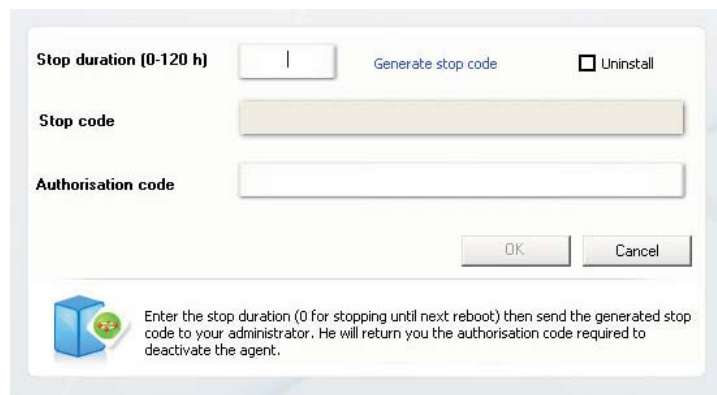 Stop duration (0-120 h)
Generate stop code
Uninstall
Stop code
Authorisation code
OK
Cancel
Enter the stop duration (0 for stopping until next reboot) then send the generated stop
code to your administrator. He will return you the authorisation code required to
deactivate the agent.